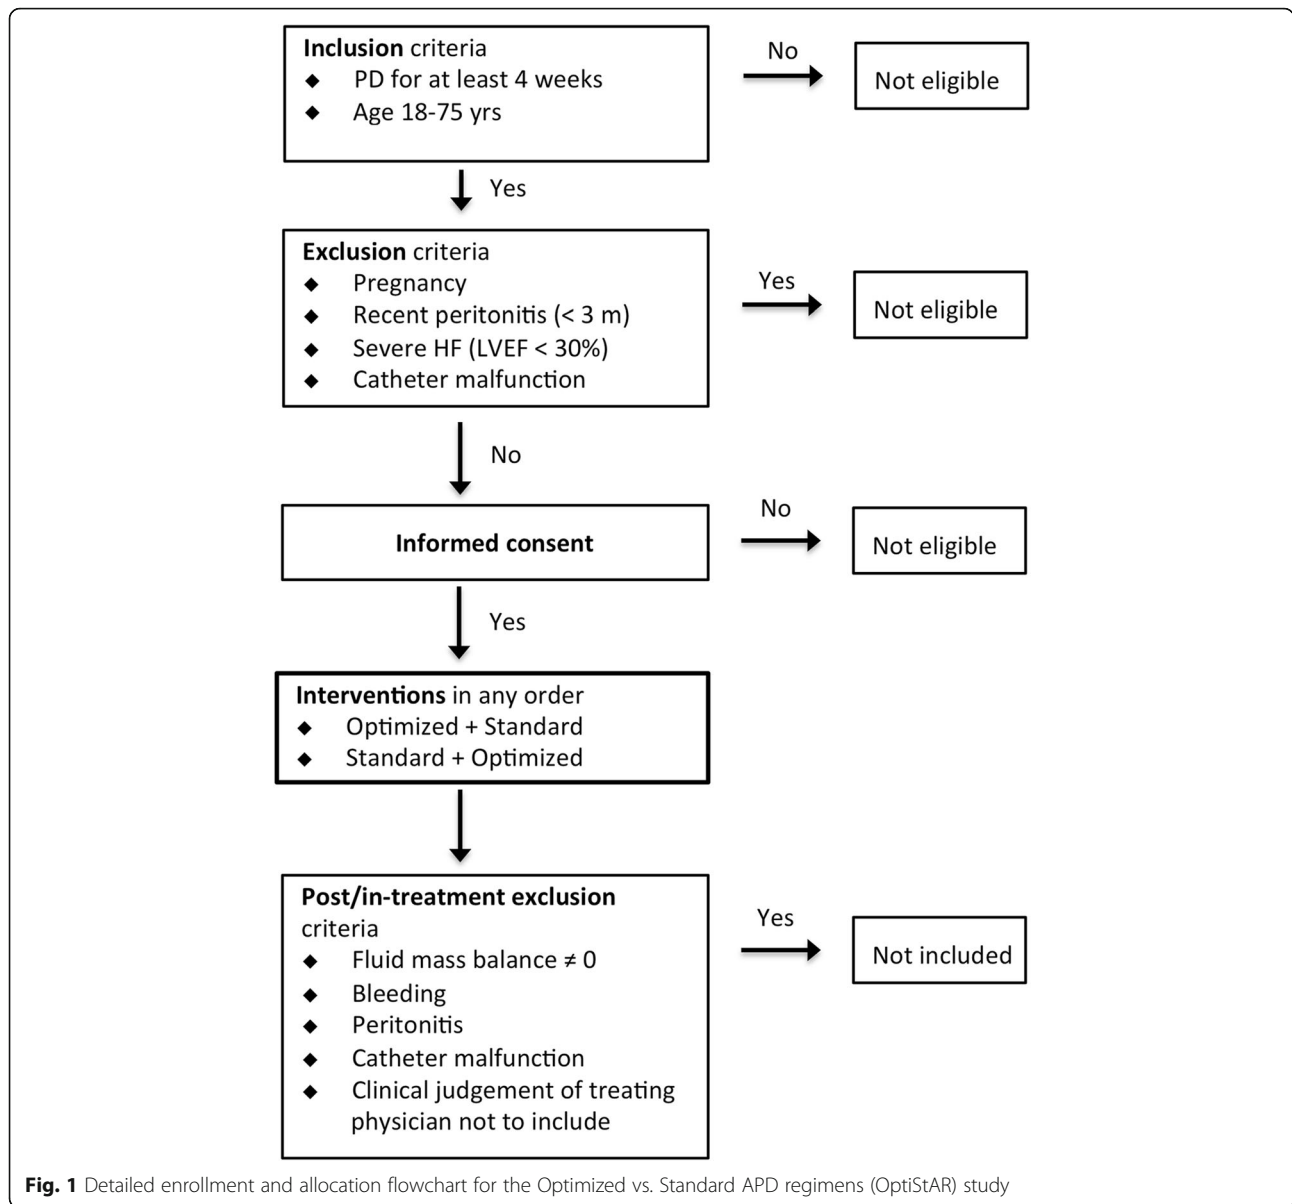 Inclusion criteria
◆ PD for at least 4 weeks
◆ Age 18-75 yrs
No
Not eligible
Yes
Exclusion criteria
◆ Pregnancy
◆ Recent peritonitis (< 3 m)
◆ Severe HF (LVEF < 30%)
◆ Catheter malfunction
Yes
Not eligible
No
Informed consent
No
Not eligible
Yes
Interventions in any order
◆ Optimized + Standard
◆ Standard + Optimized
Post/in-treatment exclusion
criteria
◆ Fluid mass balance ≠ 0
◆ Bleeding
◆ Peritonitis
◆ Catheter malfunction
◆ Clinical judgement of treating
physician not to include
Yes
Not included
Fig. 1 Detailed enrollment and allocation flowchart for the Optimized vs. Standard APD regimens (OptiStAR) study